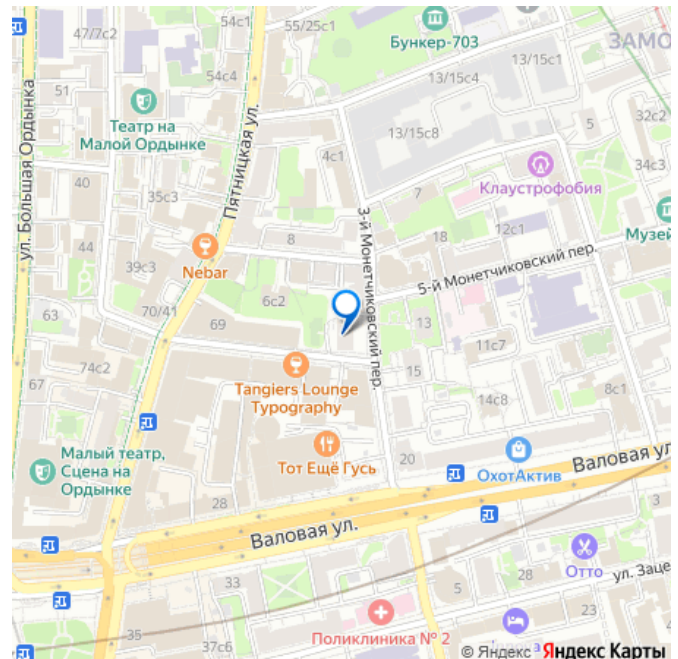 47/7с2
54с1
55/25с1
Бункер-703
13/15с1
ЗАМО
54с4
51
ул. Большая Ордынка
Театр на
Малой Ордынке
Пятницкая ул.
13/15с8
5
32с2
4с1
34с3
40
35с3
3-й Монетчиковский пер.
7
Клаустрофобия
12с1
Музей
44
8
18
39с3
Nebar
5-й Монетчиковский пер.
63
70/41
6с2
69
13
74с2
67
11с7
15
Tangiers Lounge
Typography
14с8
8с1
Малый театр,
Сцена на
Ордынке
Тот Ещё Гусь
20
ОхотАктив
Валовая ул
28
3
Валовая ул.
Отто
33
5
28
ул. Заце
35
37с6
Поликлиника № 2
23
© Яндекс Яндекс Карты